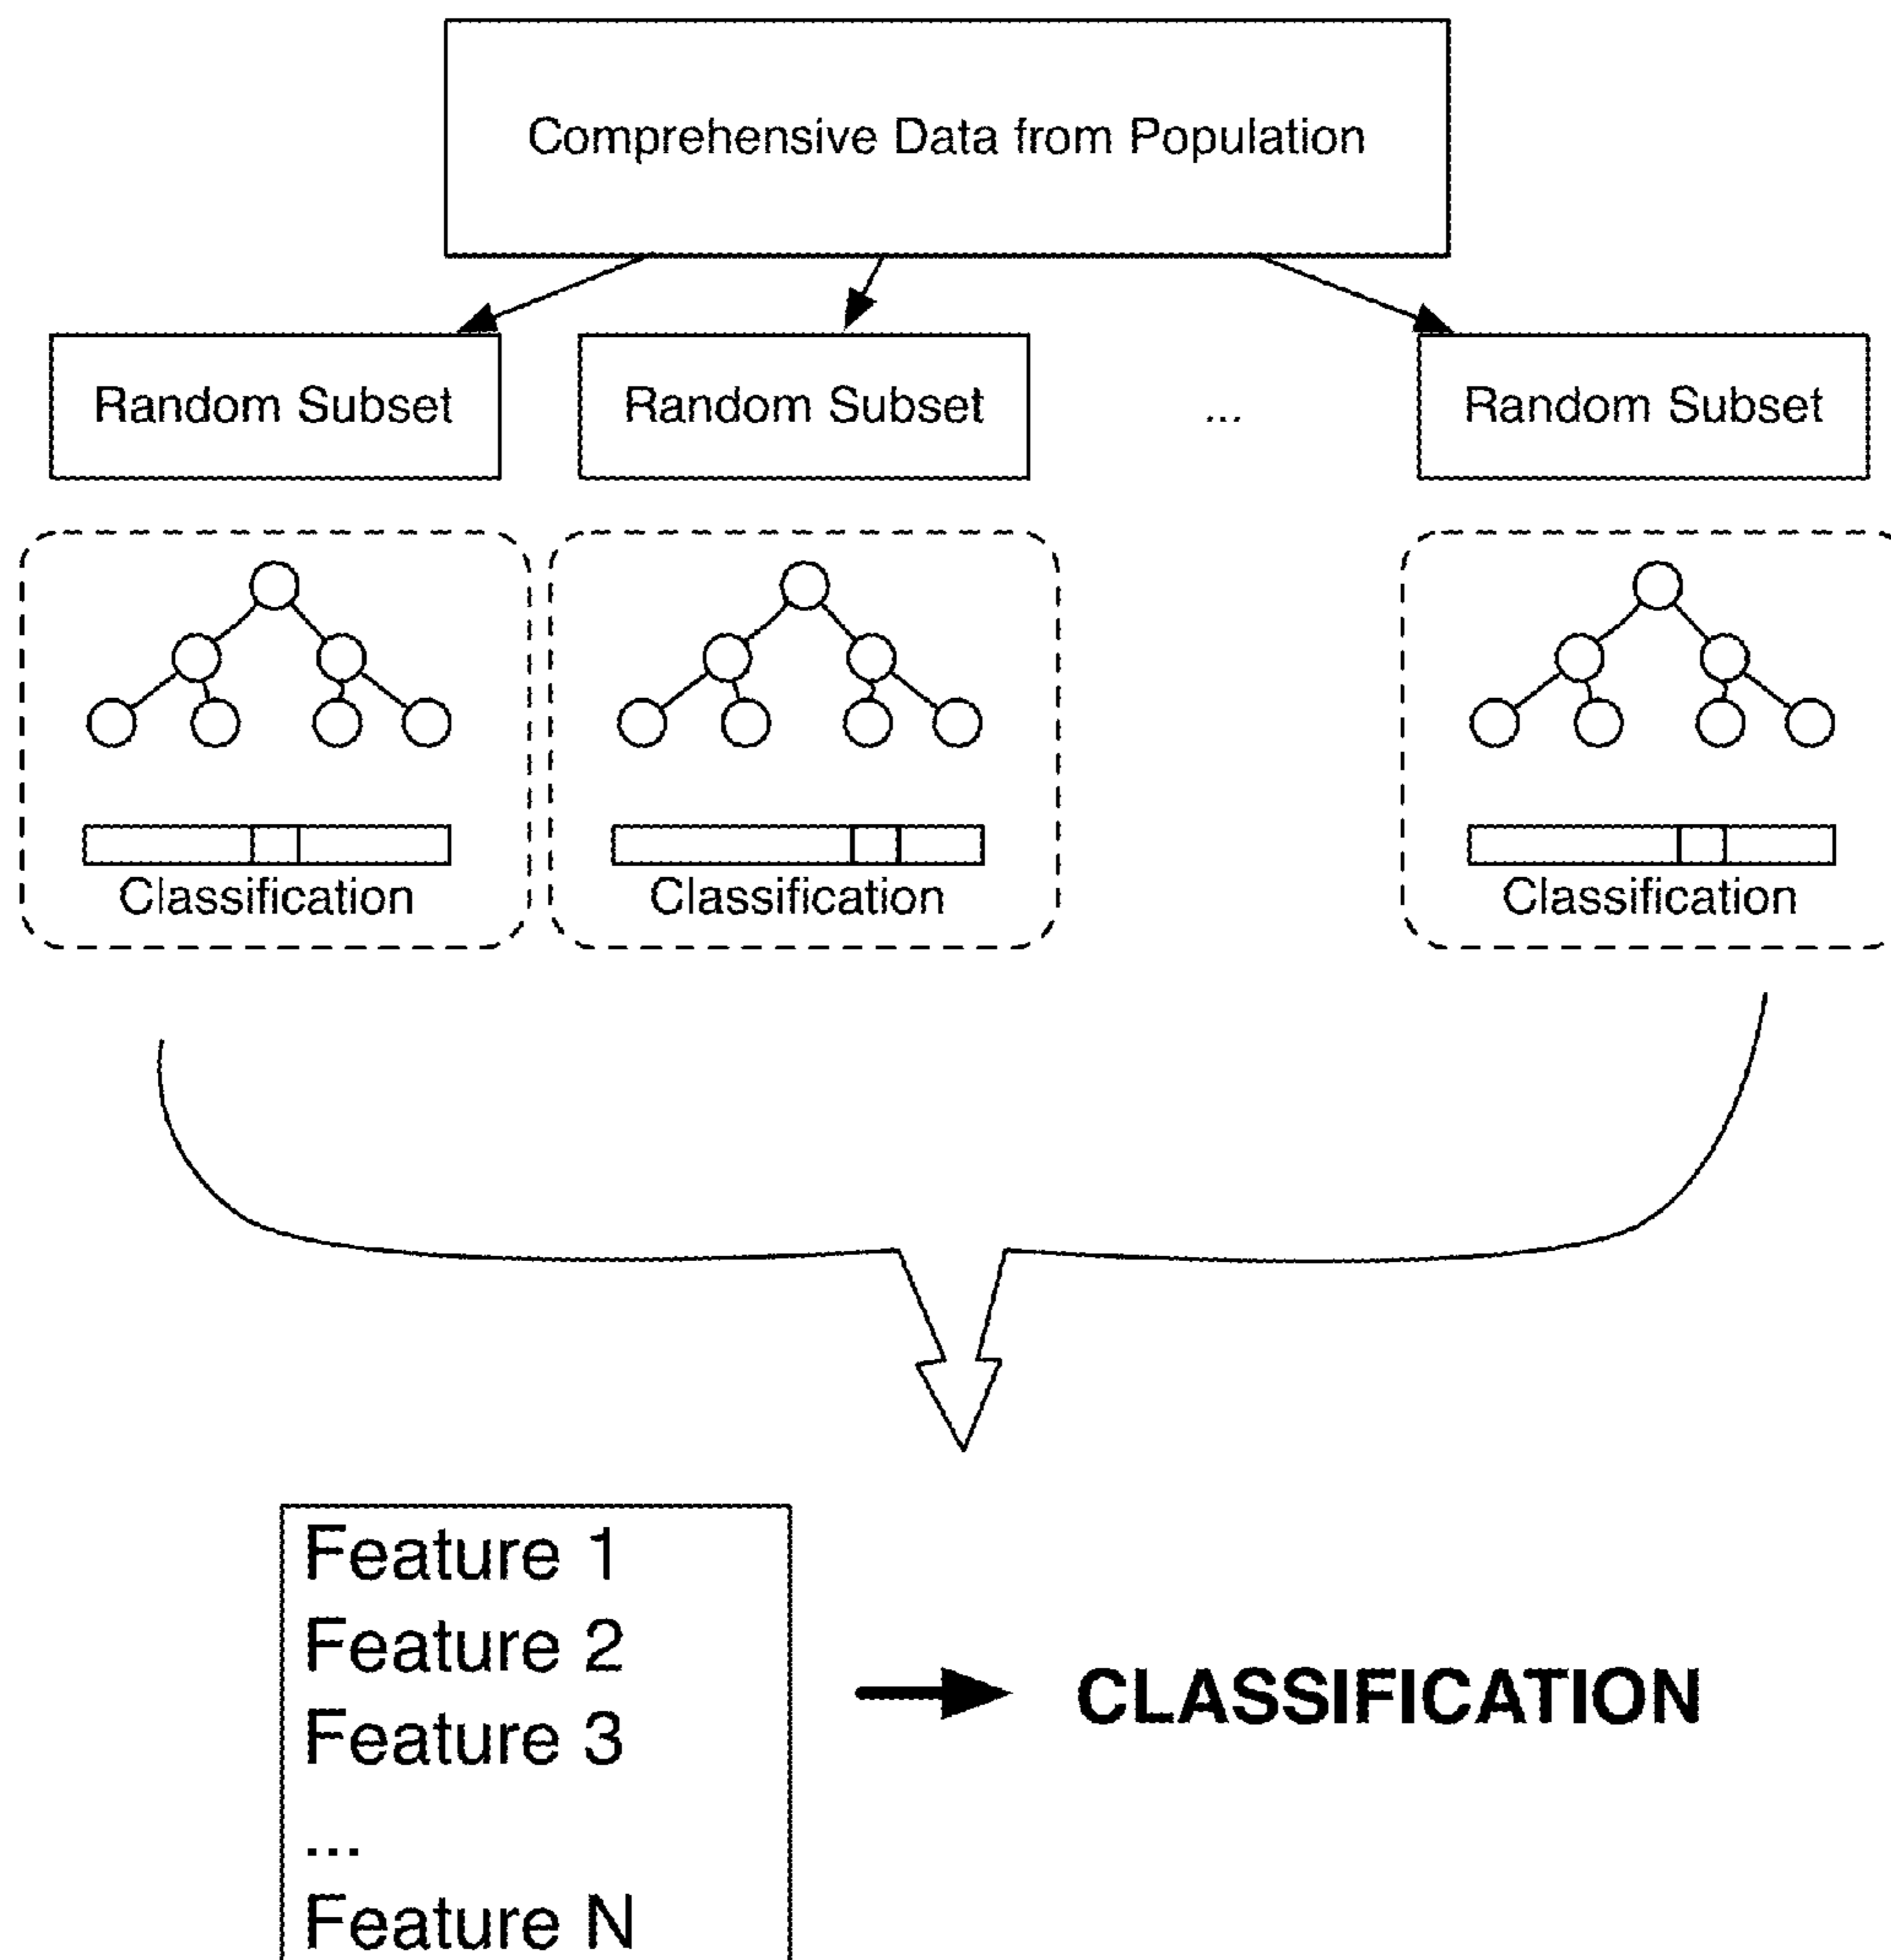 Comprehensive Data from Population
Random Subset Random Subset ... Random Subset
Classification Classification Classification
Feature 1
Feature 2
Feature 3
...
Feature N
CLASSIFICATION